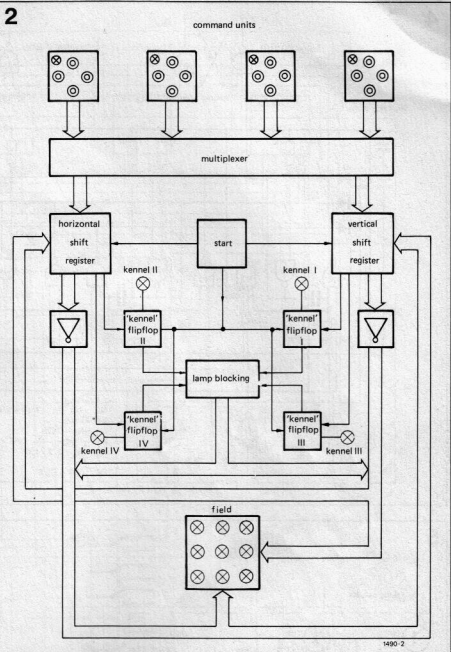 2
command units
multiplexer
horizontal
shift
register
start
vertical
shift
register
kennel II
kennel I
'kennel'
flipflop
II
'kennel'
flipflop
I
lamp blocking
'kennel'
flipflop
IV
'kennel'
flipflop
III
kennel IV
kennel III
field
1490-2